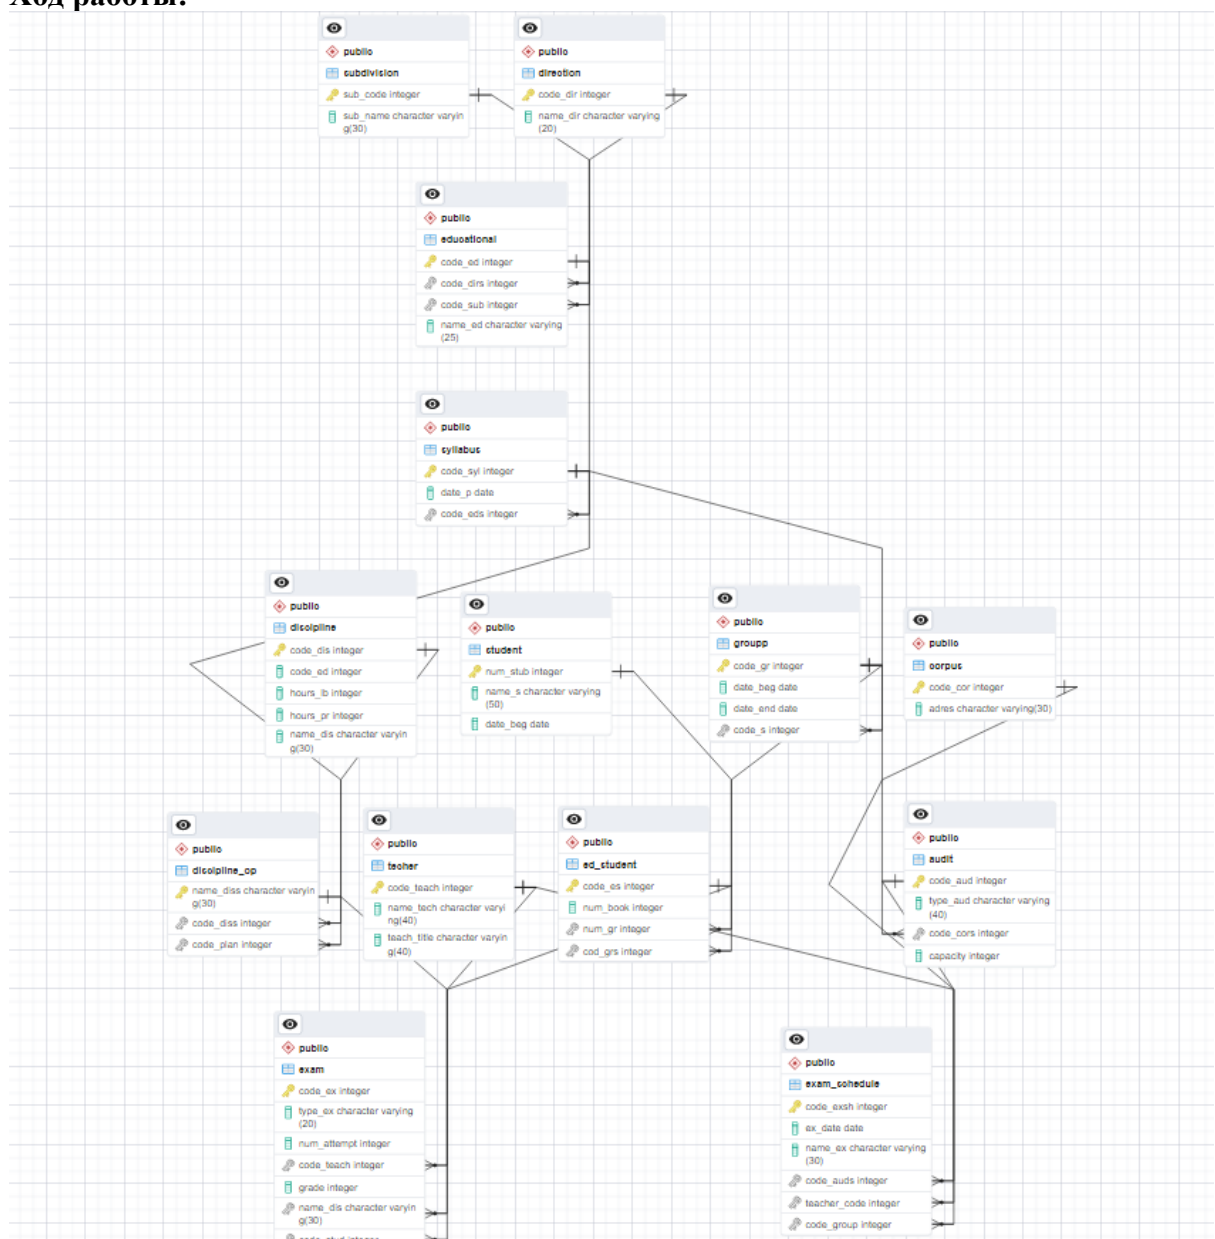 Ход работы:
public
subdivision
sub_code integer
sub_name character varyin
g(30)
public
direction
code_dir integer
name_dir character varying
(20)
public
educational
code_ed integer
code_dirs integer
code_sub integer
name_ed character varying
(25)
public
syllabus
code_syl integer
date_p date
code_eds integer
public
discipline
code_dis integer
code_ed integer
hours_lb integer
hours_pr integer
name_dis character varyin
g(30)
public
student
num_stub integer
name_s character varying
(50)
date_beg date
public
groupp
code_gr integer
date_beg date
date_end date
code_s integer
public
corpus
code_cor integer
adres character varying(30)
public
discipline_op
name_diss character varyin
g(30)
code_diss integer
code_plan integer
public
techer
code_teach integer
name_tech character varyi
ng(40)
teach_title character varyin
g(40)
public
ed_student
code_es integer
num_book integer
num_gr integer
cod_grs integer
public
audit
code_aud integer
type_aud character varying
(40)
code_cors integer
capacity integer
public
exam
code_ex integer
type_ex character varying
(20)
num_attempt integer
code_teach integer
grade integer
name_dis character varyin
g(30)
code_stud integer
public
exam_schedule
code_exsh integer
ex_date date
name_ex character varying
(30)
code_auds integer
teacher_code integer
code_group integer